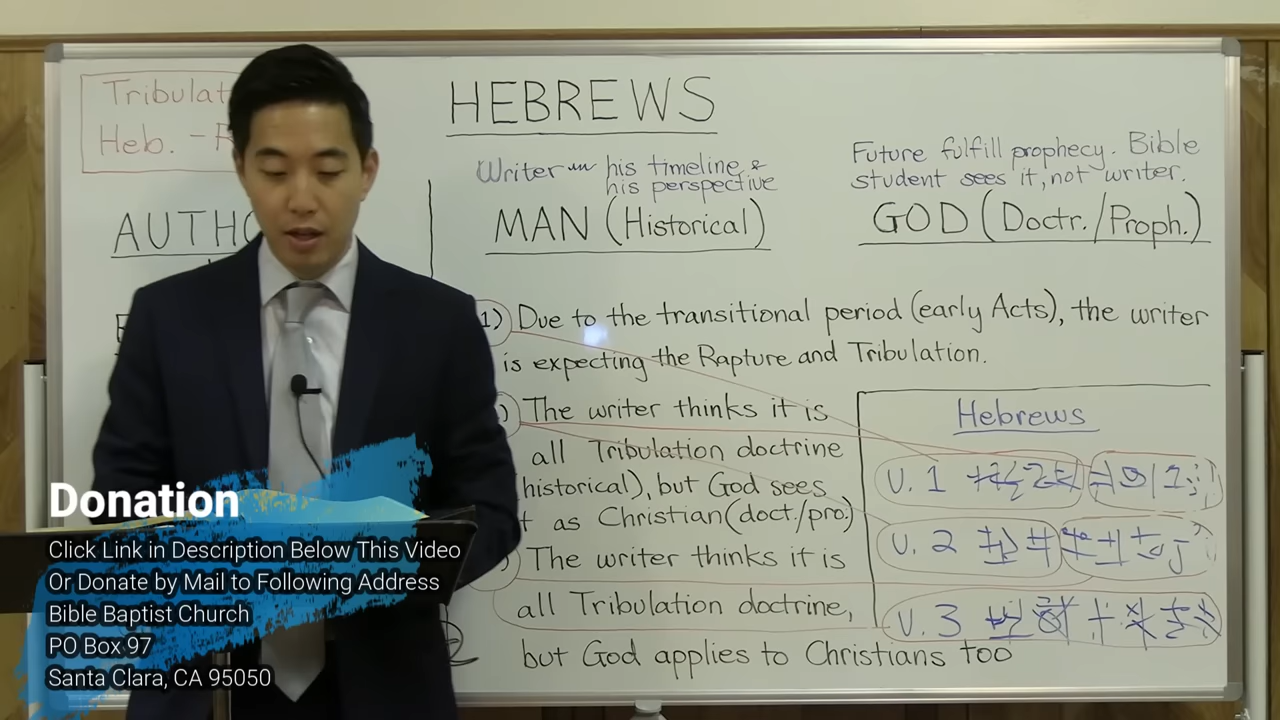 Tribulat
Heb. –
HEBREWS
Writer in his timeline &
his perspective
MAN (Historical)
Future fulfill prophecy. Bible
student sees it, not writer.
GOD (Doctr./Proph.)
AUTHO
1) Due to the transitional period (early Acts), the writer
is expecting the Rapture and Tribulation.
) The writer thinks it is
all Tribulation doctrine
historical), but God sees
as Christian (doct./pro.)
) The writer thinks it is
all Tribulation doctrine,
but God applies to Christians too
Hebrews
V. 1
V. 2
V. 3
Donation
Click Link in Description Below This Video
Or Donate by Mail to Following Address
Bible Baptist Church
PO Box 97
Santa Clara, CA 95050